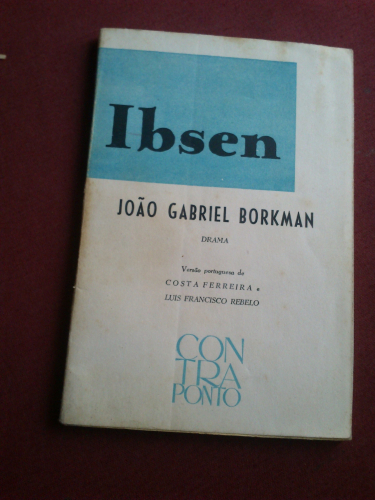 Ibsen
JOÃO GABRIEL BORKMAN
DRAMA
Versão portuguesa de
COSTA FERREIRA e
LUIS FRANCISCO REBELO
CON
TRA
PONTO